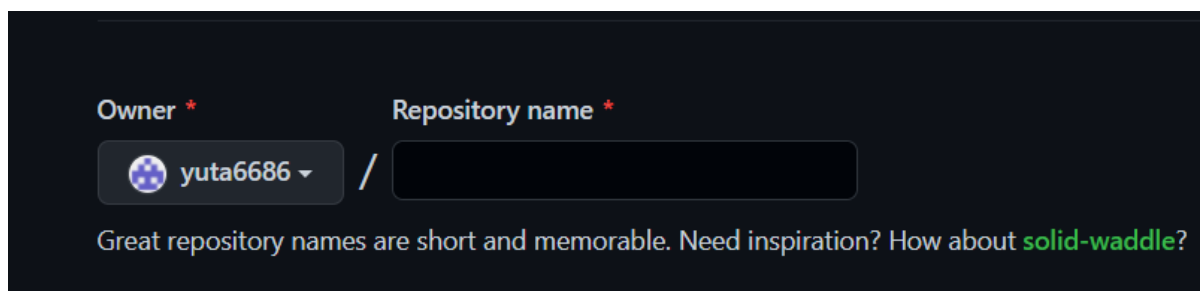 Owner * Repository name *
yuta6686 /
Great repository names are short and memorable. Need inspiration? How about solid-waddle?